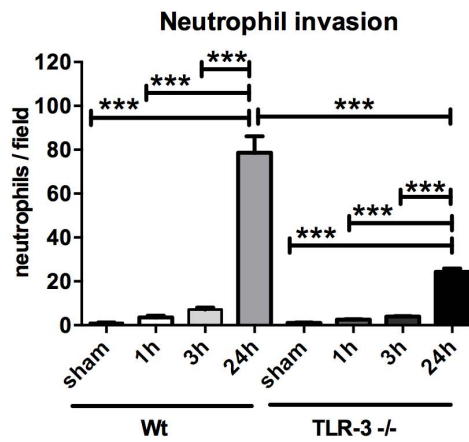 Neutrophil invasion
neutrophils / field
120
100
80
60
40
20
0
***
***
***
***
***
***
***
sham
1h
3h
24h
sham
1h
3h
24h
Wt
TLR-3 -/-